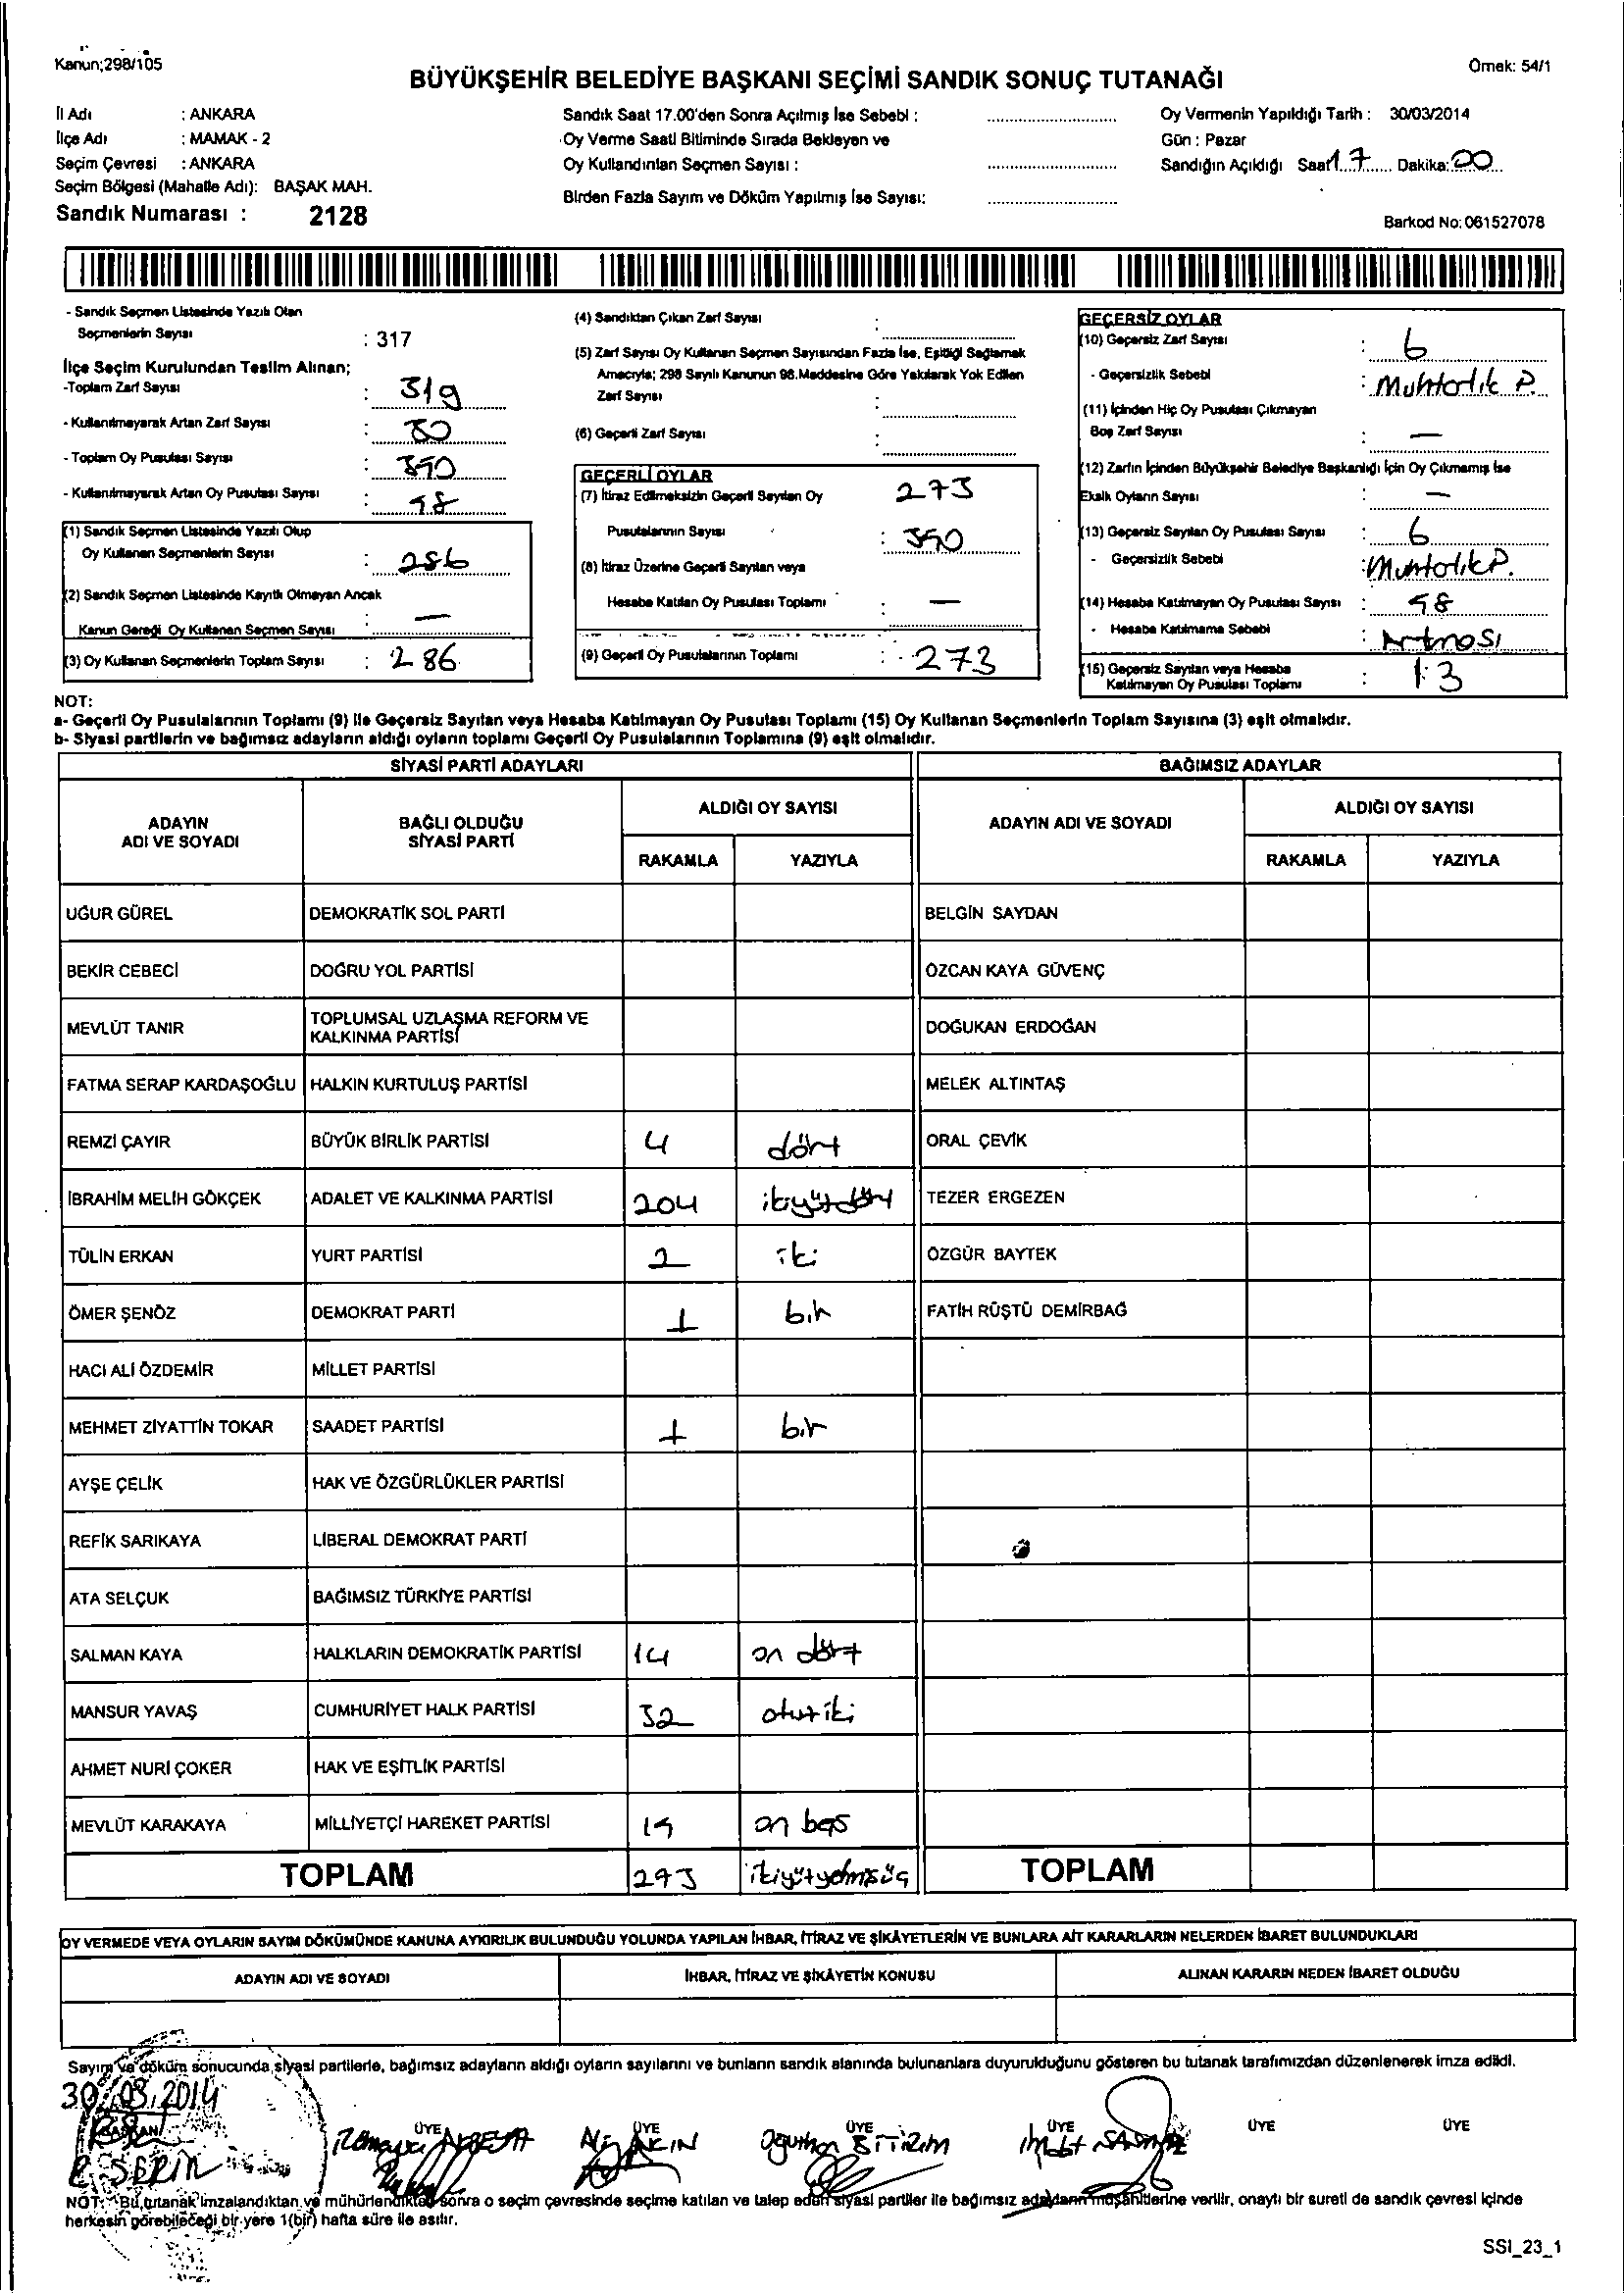 Kanun;298/105
Örnek: 54/1
BÜYÜKŞEHİR BELEDİYE BAŞKANI SEÇİMİ SANDIK SONUÇ TUTANAĞI
İl Adı : ANKARA
İlçe Adı : MAMAK - 2
Seçim Çevresi : ANKARA
Seçim Bölgesi (Mahalle Adı): BAŞAK MAH.
Sandık Numarası : 2128
Sandık Saat 17.00'den Sonra Açılmış İse Sebebi :
Oy Verme Saati Bitiminde Sırada Bekleyen ve
Oy Kullandırılan Seçmen Sayısı :
Birden Fazla Sayım ve Döküm Yapılmış İse Sayısı:
Oy Vermenin Yapıldığı Tarih : 30/03/2014
Gün : Pazar
Sandığın Açıldığı Saat 17 Dakika: 00
Barkod No: 061527078
- Sandık Seçmen Listesinde Yazılı Olan
Seçmenlerin Sayısı : 317
İlçe Seçim Kurulundan Teslim Alınan;
-Toplam Zarf Sayısı : 319
- Kullanılmayarak Artan Zarf Sayısı : 30
- Toplam Oy Pusulası Sayısı : 350
- Kullanılmayarak Artan Oy Pusulası Sayısı : 58
(1) Sandık Seçmen Listesinde Yazılı Olup
Oy Kullanan Seçmenlerin Sayısı : 286
(2) Sandık Seçmen Listesinde Kayıtlı Olmayan Ancak
Kanun Gereği Oy Kullanan Seçmen Sayısı : —
(3) Oy Kullanan Seçmenlerin Toplam Sayısı : 286
(4) Sandıktan Çıkan Zarf Sayısı :
(5) Zarf Sayısı Oy Kullanan Seçmen Sayısından Fazla İse, Eşitliği Sağlamak
Amacıyla; 298 Sayılı Kanunun 98.Maddesine Göre Yakılarak Yok Edilen
Zarf Sayısı :
(6) Geçerli Zarf Sayısı :
GEÇERLİ OYLAR
(7) İtiraz Edilmeksizin Geçerli Sayılan Oy 273
Pusulalarının Sayısı : 350
(8) İtiraz Üzerine Geçerli Sayılan veya
Hesaba Katılan Oy Pusulası Toplamı : —
(9) Geçerli Oy Pusulalarının Toplamı : 273
GEÇERSİZ OYLAR
(10) Geçersiz Zarf Sayısı : 6
- Geçersizlik Sebebi : Muhtarlık P.
(11) İçinden Hiç Oy Pusulası Çıkmayan
Boş Zarf Sayısı : —
(12) Zarfın İçinden Büyükşehir Belediye Başkanlığı İçin Oy Çıkmamış İse
Eksik Oyların Sayısı : —
(13) Geçersiz Sayılan Oy Pusulası Sayısı : 6
- Geçersizlik Sebebi : Muhtarlık P.
(14) Hesaba Katılmayan Oy Pusulası Sayısı : 58
- Hesaba Katılmama Sebebi : Artması
(15) Geçersiz Sayılan veya Hesaba
Katılmayan Oy Pusulası Toplamı : 13
NOT:
a- Geçerli Oy Pusulalarının Toplamı (9) ile Geçersiz Sayılan veya Hesaba Katılmayan Oy Pusulası Toplamı (15) Oy Kullanan Seçmenlerin Toplam Sayısına (3) eşit olmalıdır.
b- Siyasi partilerin ve bağımsız adayların aldığı oyların toplamı Geçerli Oy Pusulalarının Toplamına (9) eşit olmalıdır.
SİYASİ PARTİ ADAYLARI
BAĞIMSIZ ADAYLAR
ADAYIN ADI VE SOYADI
BAĞLI OLDUĞU SİYASİ PARTİ
ALDIĞI OY SAYISI
ADAYIN ADI VE SOYADI
ALDIĞI OY SAYISI
RAKAMLA YAZIYLA RAKAMLA YAZIYLA
UĞUR GÜREL DEMOKRATİK SOL PARTİ BELGİN SAYDAN
BEKİR CEBECİ DOĞRU YOL PARTİSİ ÖZCAN KAYA GÜVENÇ
MEVLÜT TANIR TOPLUMSAL UZLAŞMA REFORM VE KALKINMA PARTİSİ DOĞUKAN ERDOĞAN
FATMA SERAP KARDAŞOĞLU HALKIN KURTULUŞ PARTİSİ MELEK ALTINTAŞ
REMZİ ÇAYIR BÜYÜK BİRLİK PARTİSİ 4 dört ORAL ÇEVİK
İBRAHİM MELİH GÖKÇEK ADALET VE KALKINMA PARTİSİ 204 ikiyüzdört TEZER ERGEZEN
TÜLİN ERKAN YURT PARTİSİ 2 iki ÖZGÜR BAYTEK
ÖMER ŞENÖZ DEMOKRAT PARTİ 1 bir FATİH RÜŞTÜ DEMİRBAĞ
HACI ALİ ÖZDEMİR MİLLET PARTİSİ
MEHMET ZİYATTİN TOKAR SAADET PARTİSİ 1 bir
AYŞE ÇELİK HAK VE ÖZGÜRLÜKLER PARTİSİ
REFİK SARIKAYA LİBERAL DEMOKRAT PARTİ
ATA SELÇUK BAĞIMSIZ TÜRKİYE PARTİSİ
SALMAN KAYA HALKLARIN DEMOKRATİK PARTİSİ 14 on dört
MANSUR YAVAŞ CUMHURİYET HALK PARTİSİ 32 otuziki
AHMET NURİ ÇOKER HAK VE EŞİTLİK PARTİSİ
MEVLÜT KARAKAYA MİLLİYETÇİ HAREKET PARTİSİ 15 on beş
TOPLAM 273 ikiyüzyetmişüç TOPLAM
OY VERMEDE VEYA OYLARIN SAYIM DÖKÜMÜNDE KANUNA AYKIRILIK BULUNDUĞU YOLUNDA YAPILAN İHBAR, İTİRAZ VE ŞİKÂYETLERİN VE BUNLARA AİT KARARLARIN NELERDEN İBARET BULUNDUKLARI
ADAYIN ADI VE SOYADI İHBAR, İTİRAZ VE ŞİKÂYETİN KONUSU ALINAN KARARIN NEDEN İBARET OLDUĞU
Sayım ve döküm sonucunda siyasi partilerle, bağımsız adayların aldığı oyların sayılarını ve bunların sandık alanında bulunanlara duyurulduğunu gösteren bu tutanak tarafımızdan düzenlenerek imza edildi.
30/03/2014
BAŞKAN ÜYE ÜYE ÜYE ÜYE ÜYE ÜYE
R. SERİN Ramazan Ali AKIN Oğuzhan
NOT: Bu tutanak imzalandıktan ve mühürlendikten sonra o seçim çevresinde seçime katılan ve talep eden siyasi partiler ile bağımsız adayların müşahitlerine verilir, onaylı bir sureti de sandık çevresi içinde
herkesin görebileceği bir yere 1(bir) hafta süre ile asılır.
SSI_23_1